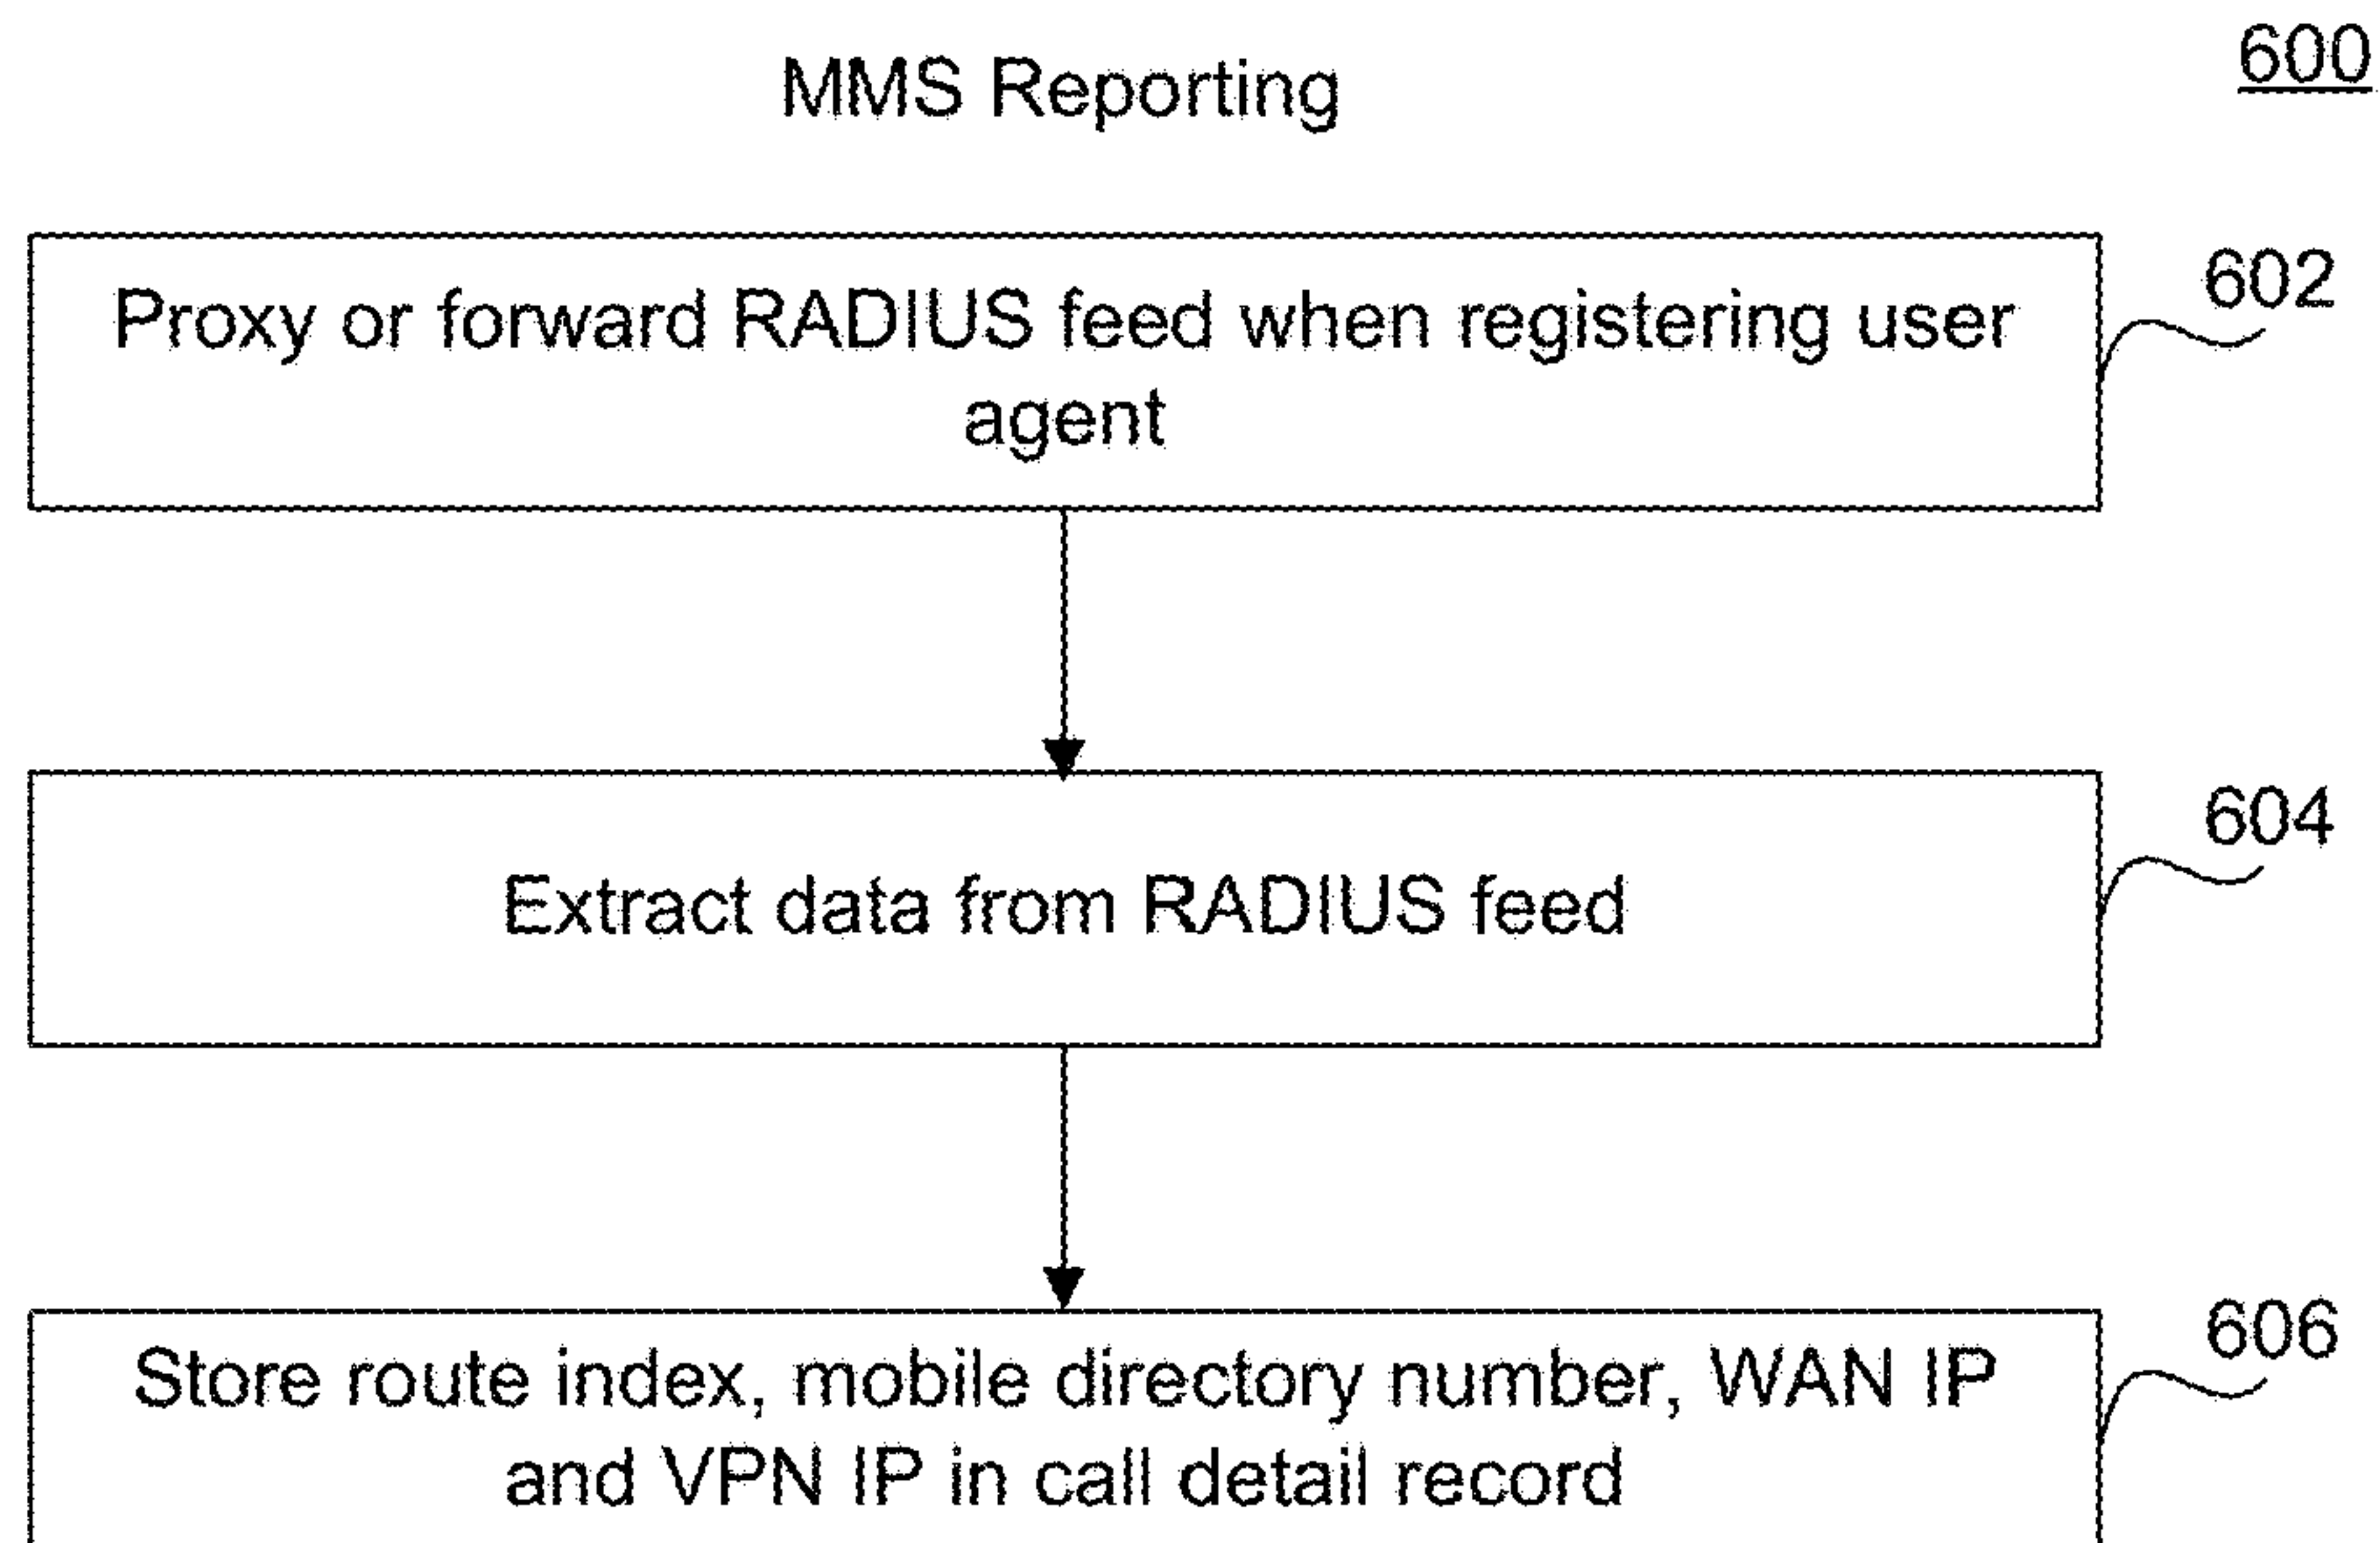 600
MMS Reporting
602
Proxy or forward RADIUS feed when registering user
agent
604
Extract data from RADIUS feed
606
Store route index, mobile directory number, WAN IP
and VPN IP in call detail record